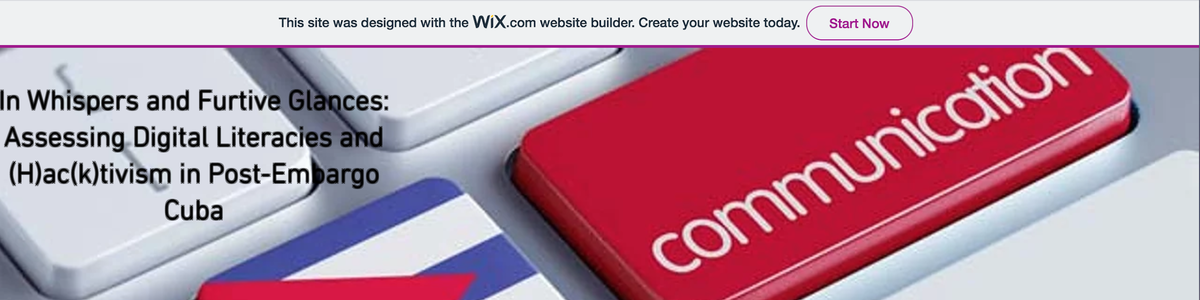 This site was designed with the WiX.com website builder. Create your website today. Start Now
In Whispers and Furtive Glances:
Assessing Digital Literacies and
(H)ac(k)tivism in Post-Embargo
Cuba
communication